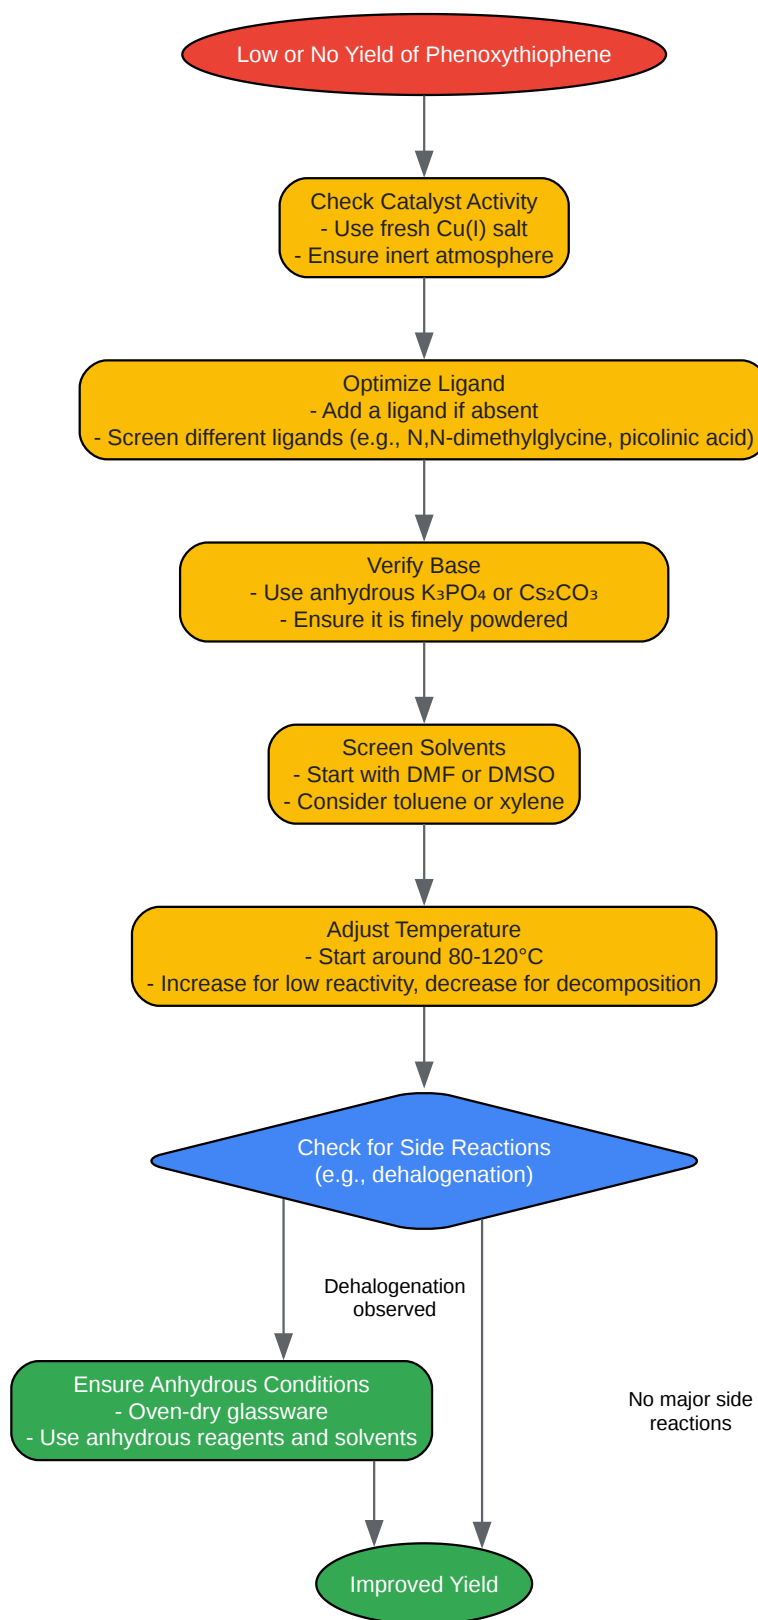 Low or No Yield of Phenoxythiophene
Check Catalyst Activity
- Use fresh Cu(I) salt
- Ensure inert atmosphere
Optimize Ligand
- Add a ligand if absent
- Screen different ligands (e.g., N,N-dimethylglycine, picolinic acid)
Verify Base
- Use anhydrous K₃PO₄ or Cs₂CO₃
- Ensure it is finely powdered
Screen Solvents
- Start with DMF or DMSO
- Consider toluene or xylene
Adjust Temperature
- Start around 80-120°C
- Increase for low reactivity, decrease for decomposition
Check for Side Reactions
(e.g., dehalogenation)
Dehalogenation
observed
Ensure Anhydrous Conditions
- Oven-dry glassware
- Use anhydrous reagents and solvents
No major side
reactions
Improved Yield